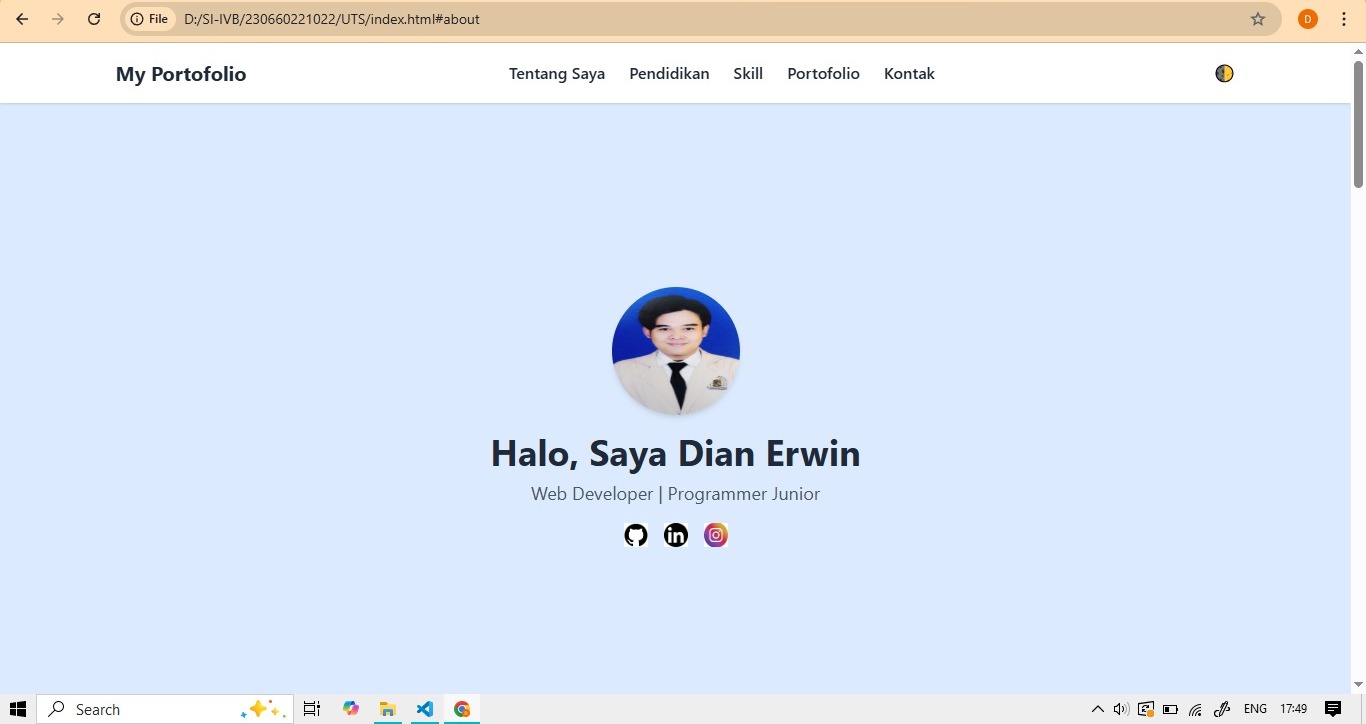 File D:/SI-IVB/230660221022/UTS/index.html#about D
My Portofolio Tentang Saya Pendidikan Skill Portofolio Kontak
Halo, Saya Dian Erwin
Web Developer | Programmer Junior
in
Search ENG 17:49